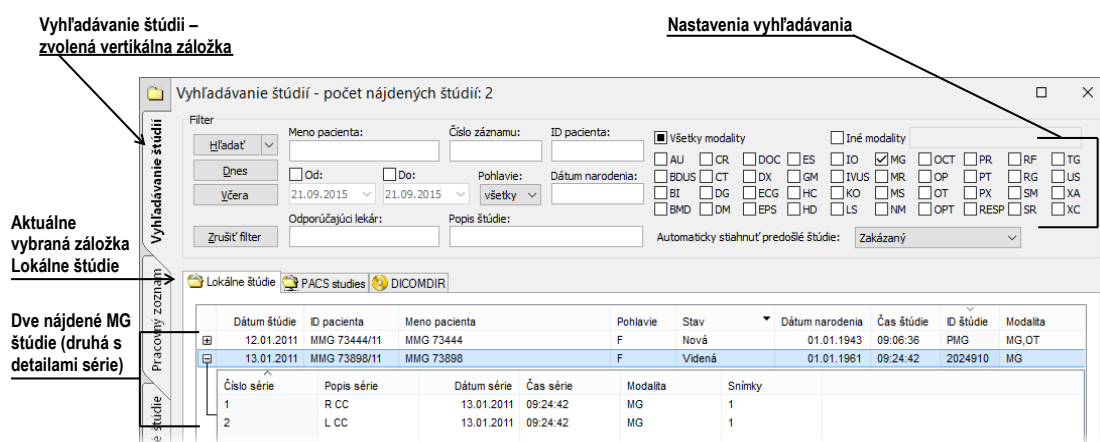 Vyhľadávanie štúdii –
zvolená vertikálna záložka
Nastavenia vyhľadávania
Vyhľadávanie štúdií - počet nájdených štúdií: 2
Vyhľadávanie štúdií
Filter
Hľadať
Meno pacienta:
Číslo záznamu:
ID pacienta:
Všetky modality
Iné modality
AU CR DOC ES IO MG OCT PR RF TG
Dnes
Od:
Do:
Pohlavie:
Dátum narodenia:
BDUS CT DX GM IVUS MR OP PT RG US
Včera
21.09.2015
21.09.2015
všetky
BI DG ECG HC KO MS OT PX SM XA
BMD DM EPS HD LS NM OPT RESP SR XC
Odporúčajúci lekár:
Popis štúdie:
Zrušiť filter
Automaticky stiahnuť predošlé štúdie: Zakázaný
Aktuálne
vybraná záložka
Lokálne štúdie
Lokálne štúdie PACS studies DICOMDIR
Pracovný zoznam
Dve nájdené MG
štúdie (druhá s
detailami série)
Dátum štúdie ID pacienta Meno pacienta Pohlavie Stav Dátum narodenia Čas štúdie ID štúdie Modalita
12.01.2011 MMG 73444/11 MMG 73444 F Nová 01.01.1943 09:06:36 PMG MG,OT
13.01.2011 MMG 73898/11 MMG 73898 F Videná 01.01.1961 09:24:42 2024910 MG
Číslo série Popis série Dátum série Čas série Modalita Snímky
1 R CC 13.01.2011 09:24:42 MG 1
2 L CC 13.01.2011 09:24:42 MG 1
štúdie